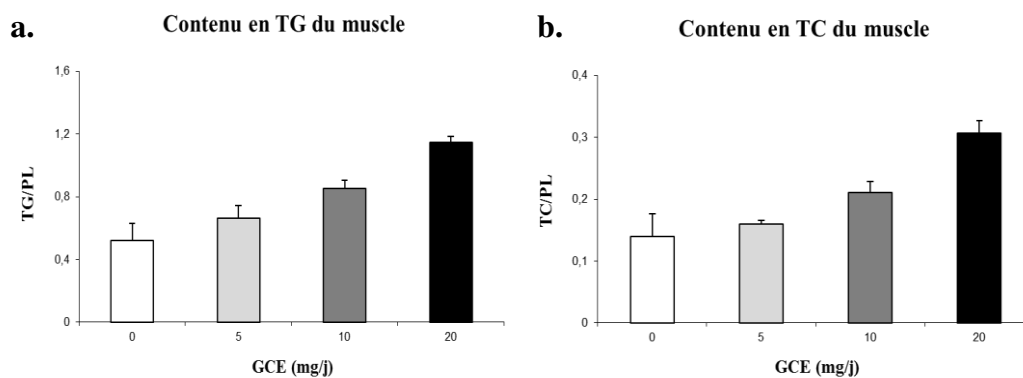 a.
Contenu en TG du muscle
1,6
1,2
0,8
0,4
0
TG/PL
0
5
10
20
GCE (mg/j)
b.
Contenu en TC du muscle
0,4
0,3
0,2
0,1
0
TC/PL
0
5
10
20
GCE (mg/j)